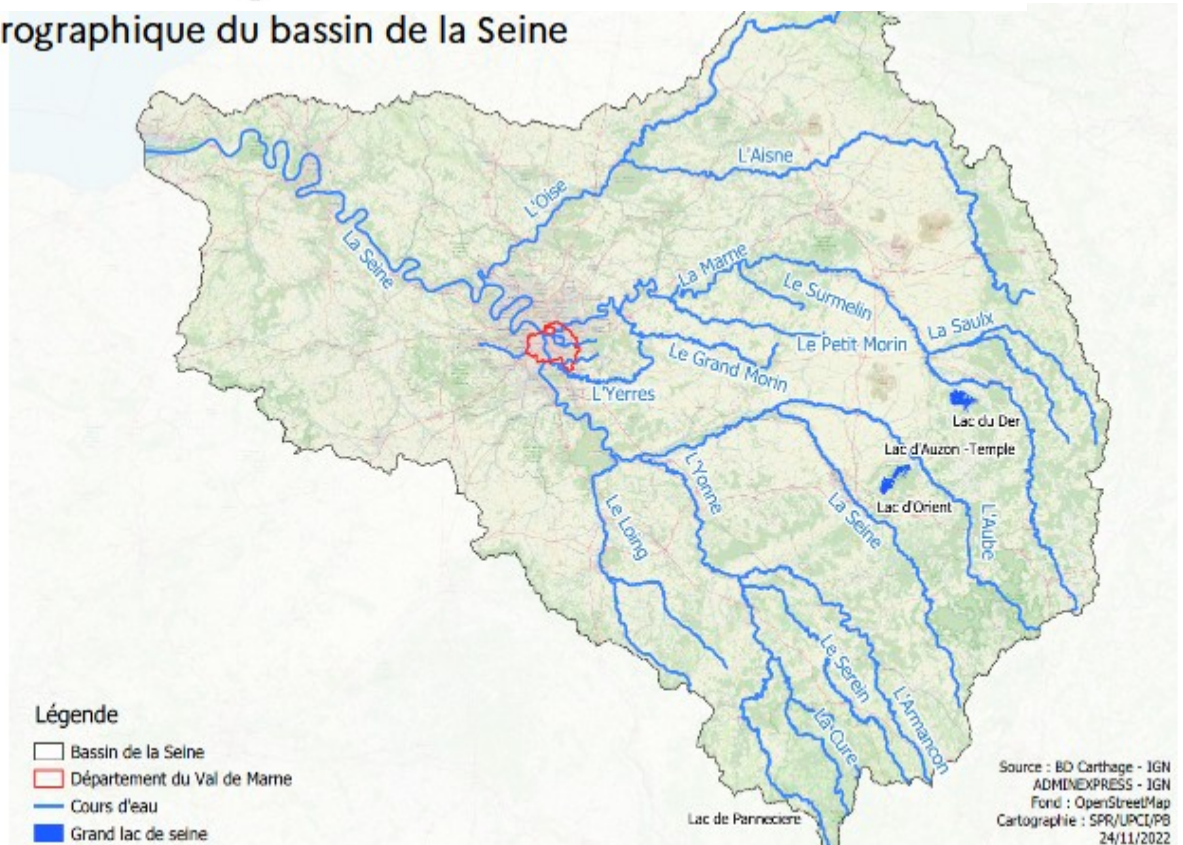 rographique du bassin de la Seine
L'Aisne
L'Oise
La Seine
La Marne
Le Surmelin
La Saulx
Le Petit Morin
Le Grand Morin
L'Yerres
Lac du Der
Lac d'Auzon -Temple
Lac d'Orient
L'Yonne
La Seine
L'Aube
Le Loing
Le Serein
L'Armancon
La Cure
Lac de Panneciere
Légende
Bassin de la Seine
Département du Val de Marne
Cours d'eau
Grand lac de seine
Source : BD Carthage - IGN
ADMINEXPRESS - IGN
Fond : OpenStreetMap
Cartographie : SPR/UPCI/PB
24/11/2022